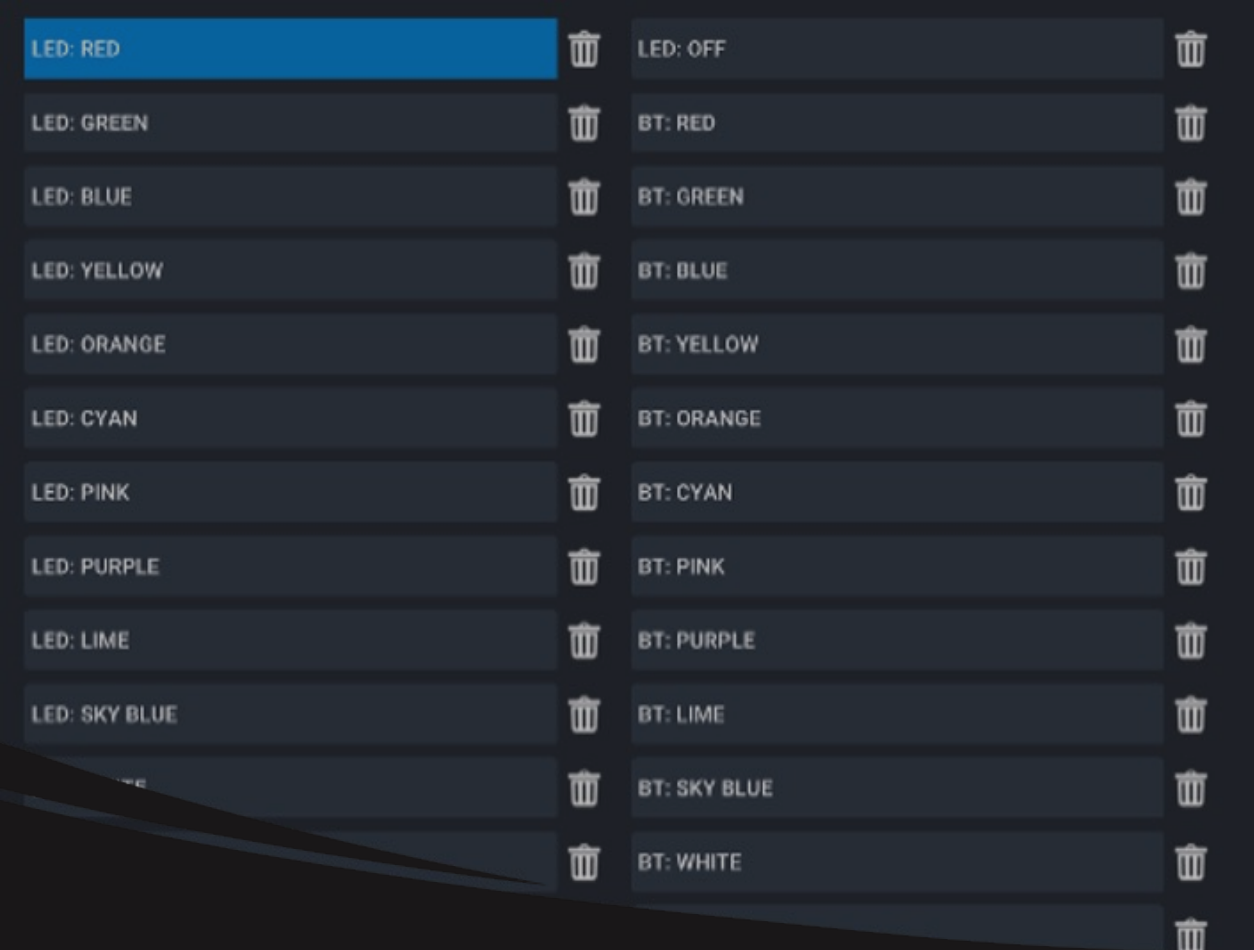 LED: RED
LED: GREEN
LED: BLUE
LED: YELLOW
LED: ORANGE
LED: CYAN
LED: PINK
LED: PURPLE
LED: LIME
LED: SKY BLUE
LED: OFF
BT: RED
BT: GREEN
BT: BLUE
BT: YELLOW
BT: ORANGE
BT: CYAN
BT: PINK
BT: PURPLE
BT: LIME
BT: SKY BLUE
BT: WHITE